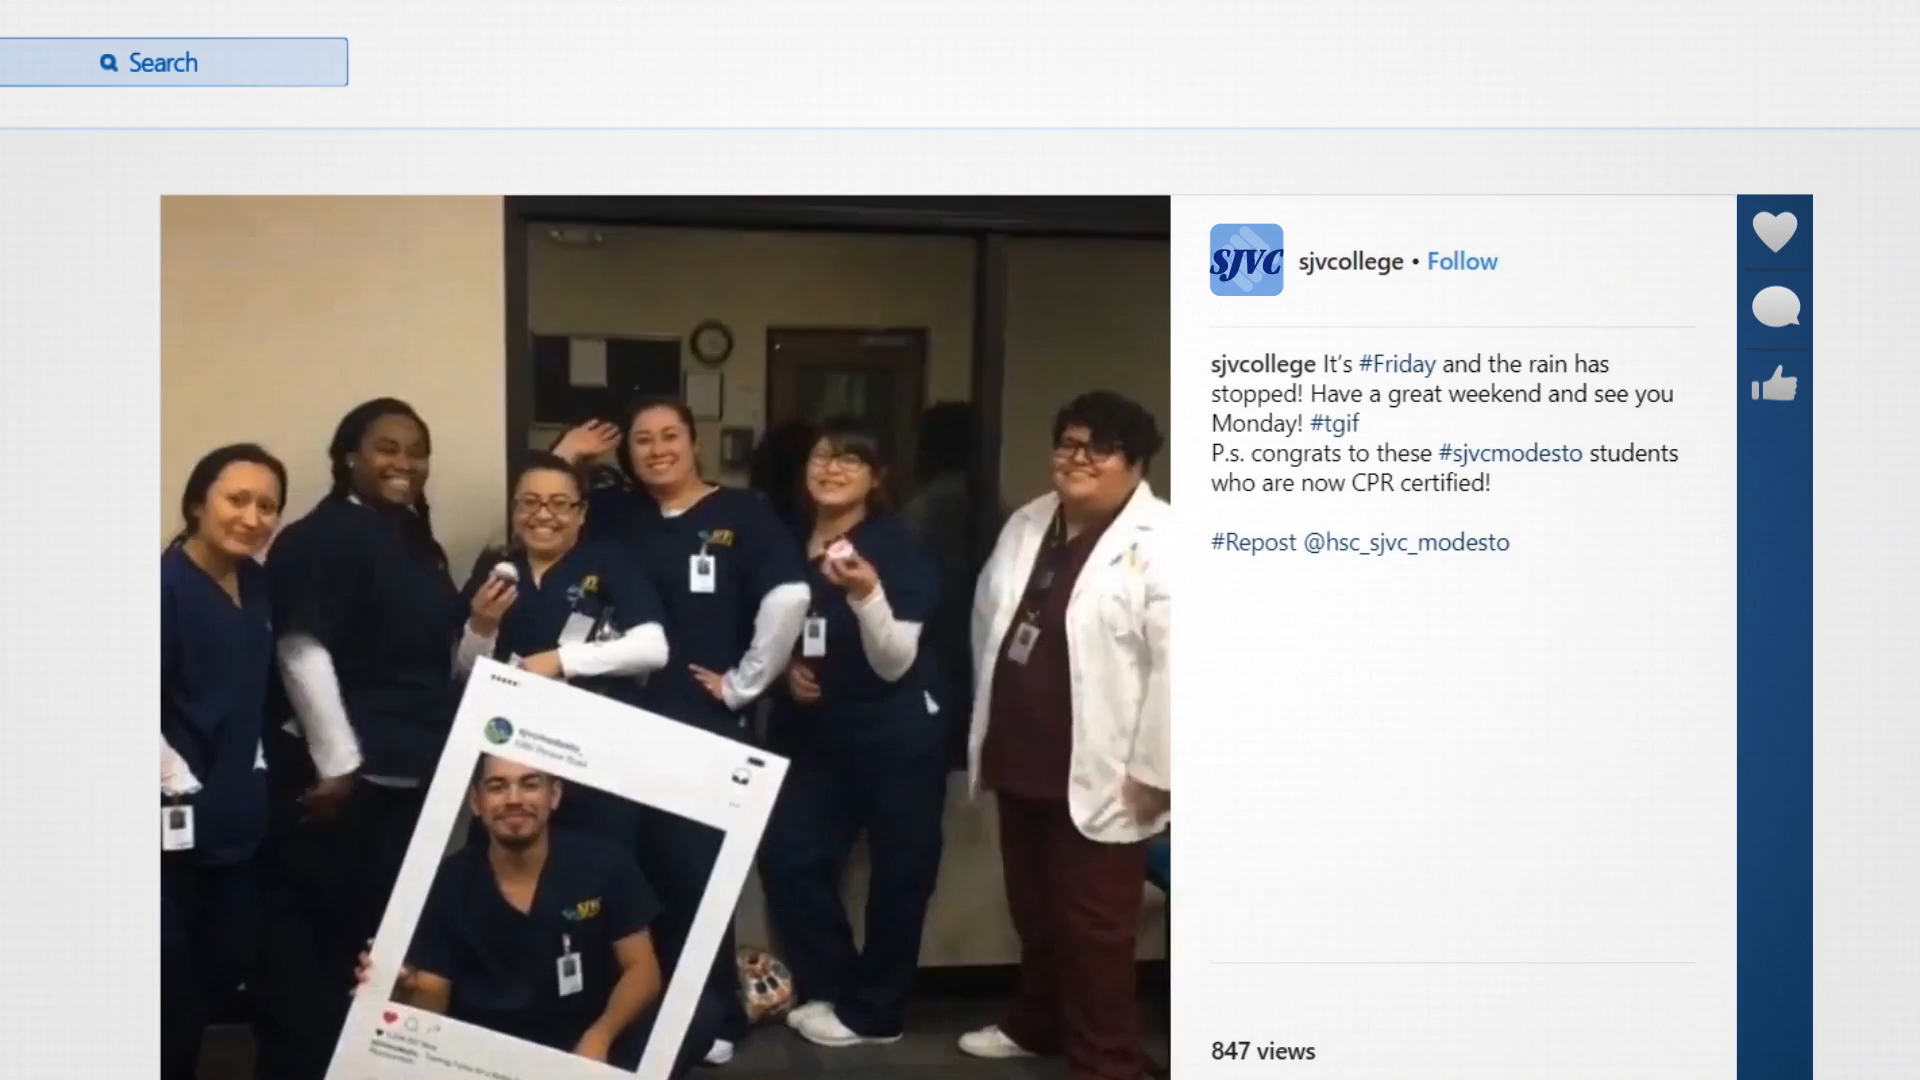 Search
SJVC
sjvcollege • Follow
sjvcollege It's #Friday and the rain has
stopped! Have a great weekend and see you
Monday! #tgif
P.s. congrats to these #sjvcmodesto students
who are now CPR certified!
#Repost @hsc_sjvc_modesto
847 views